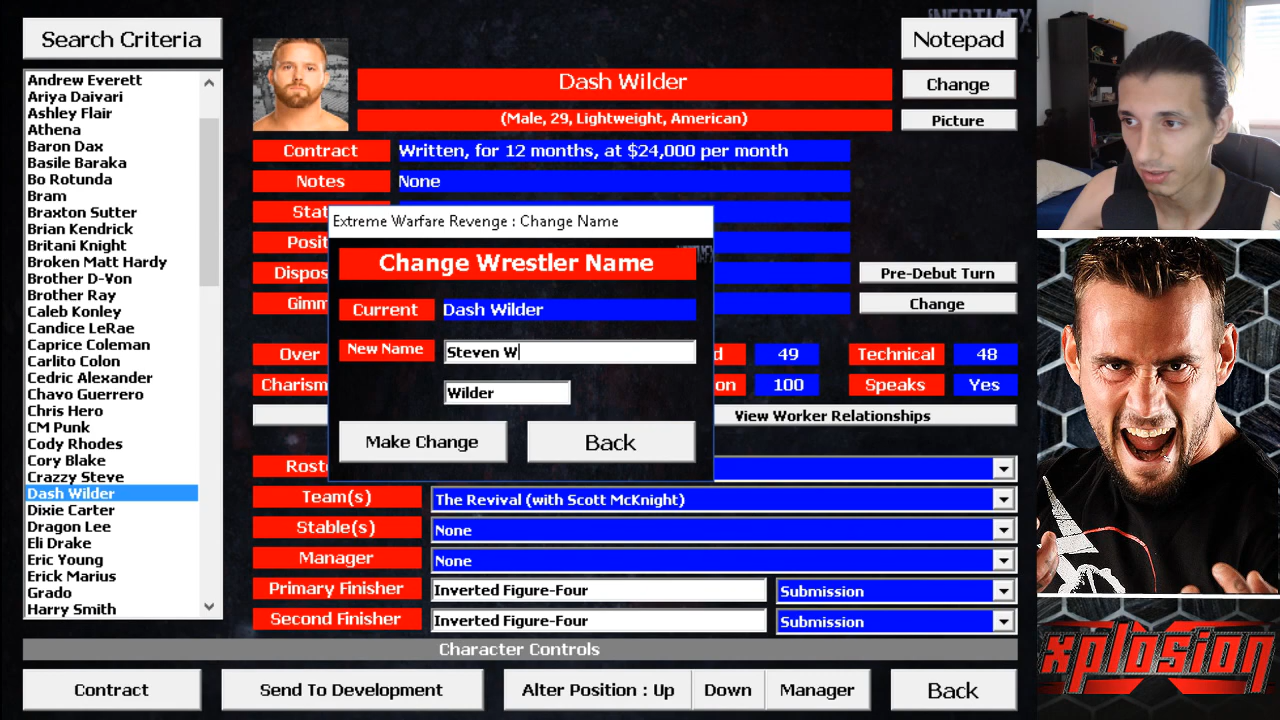 Search Criteria
Andrew Everett
Ariya Daivari
Ashley Flair
Athena
Baron Dax
Basile Baraka
Bo Rotunda
Bram
Braxton Sutter
Brian Kendrick
Britani Knight
Broken Matt Hardy
Brother D-Von
Brother Ray
Caleb Konley
Candice LeRae
Caprice Coleman
Carlito Colon
Cedric Alexander
Chavo Guerrero
Chris Hero
CM Punk
Cody Rhodes
Cory Blake
Crazzy Steve
Dash Wilder
Dixie Carter
Dragon Lee
Eli Drake
Eric Young
Erick Marius
Grado
Harry Smith
Dash Wilder
(Male, 29, Lightweight, American)
Notepad
Change
Picture
Contract Written, for 12 months, at $24,000 per month
Notes None
Stat
Posit
Dispos
Pre-Debut Turn
Gimm
Change
Extreme Warfare Revenge : Change Name
Change Wrestler Name
Current Dash Wilder
New Name Steven W
Wilder
Make Change Back
Over d 49 Technical 48
Charism on 100 Speaks Yes
View Worker Relationships
Rost
Team(s) The Revival (with Scott McKnight)
Stable(s) None
Manager None
Primary Finisher Inverted Figure-Four Submission
Second Finisher Inverted Figure-Four Submission
Character Controls
Contract Send To Development Alter Position : Up Down Manager Back
xplosion